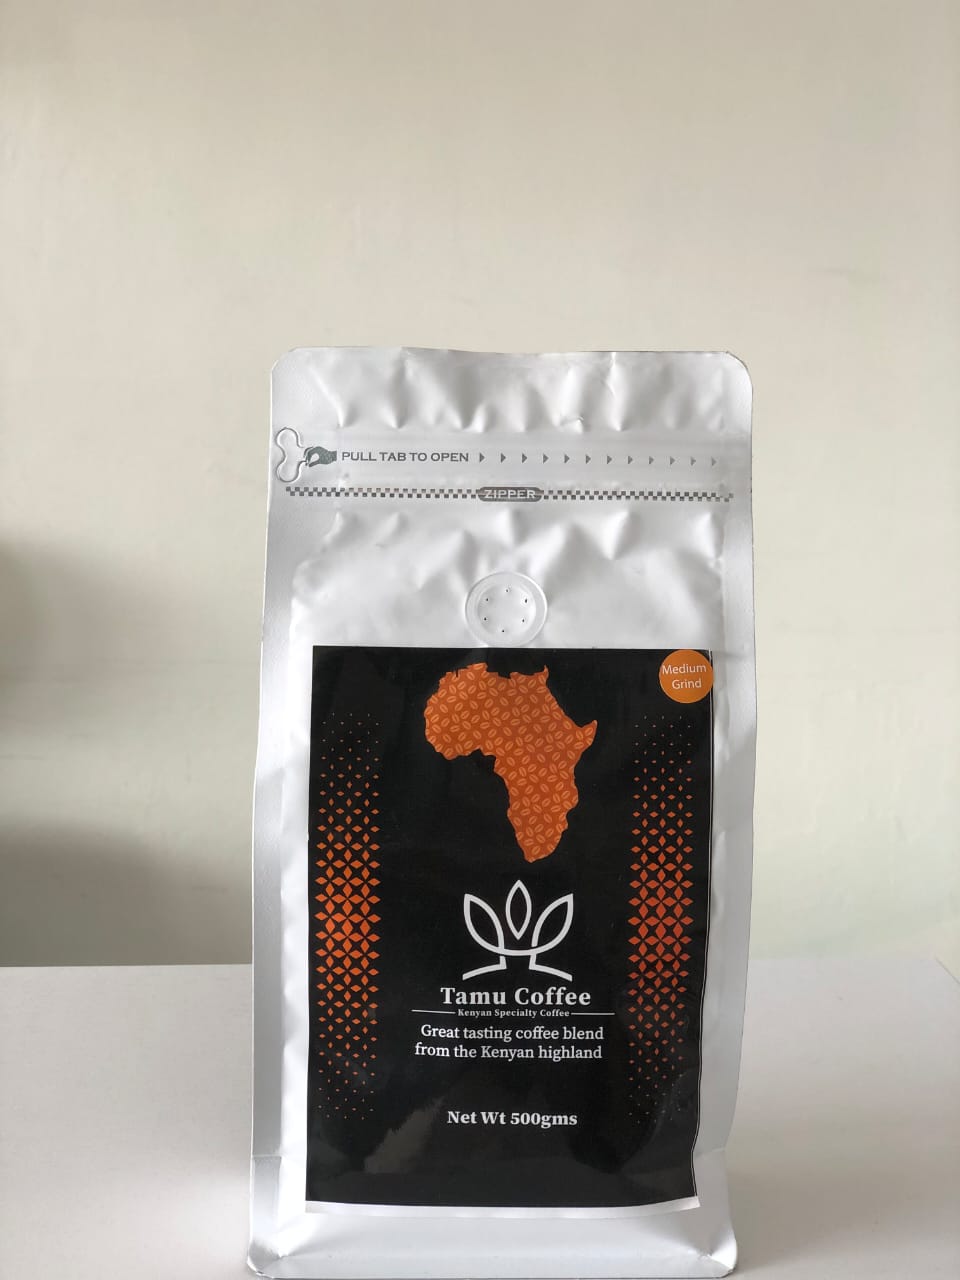 PULL TAB TO OPEN
ZIPPER
Medium
Grind
Tamu Coffee
Kenyan Specialty Coffee
Great tasting coffee blend
from the Kenyan highland
Net Wt 500gms